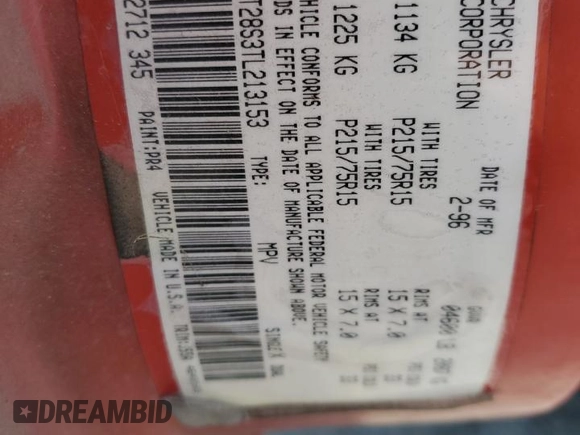 CHRYSLER
CORPORATION
DATE OF MFR
2-96
1134 KG
WITH TIRES
P215/75R15
RIMS AT
15 X 7.0
1225 KG
WITH TIRES
P215/75R15
RIMS AT
15 X 7.0
VEHICLE CONFORMS TO ALL APPLICABLE FEDERAL MOTOR VEHICLE SAFETY
DS IN EFFECT ON THE DATE OF MANUFACTURE SHOWN ABOVE.
T28S3TL213153
TYPE:
MPV
SINGLE X
2712 345
PAINT:PR4
VEHICLE MADE IN U.S.A.
DREAMBID